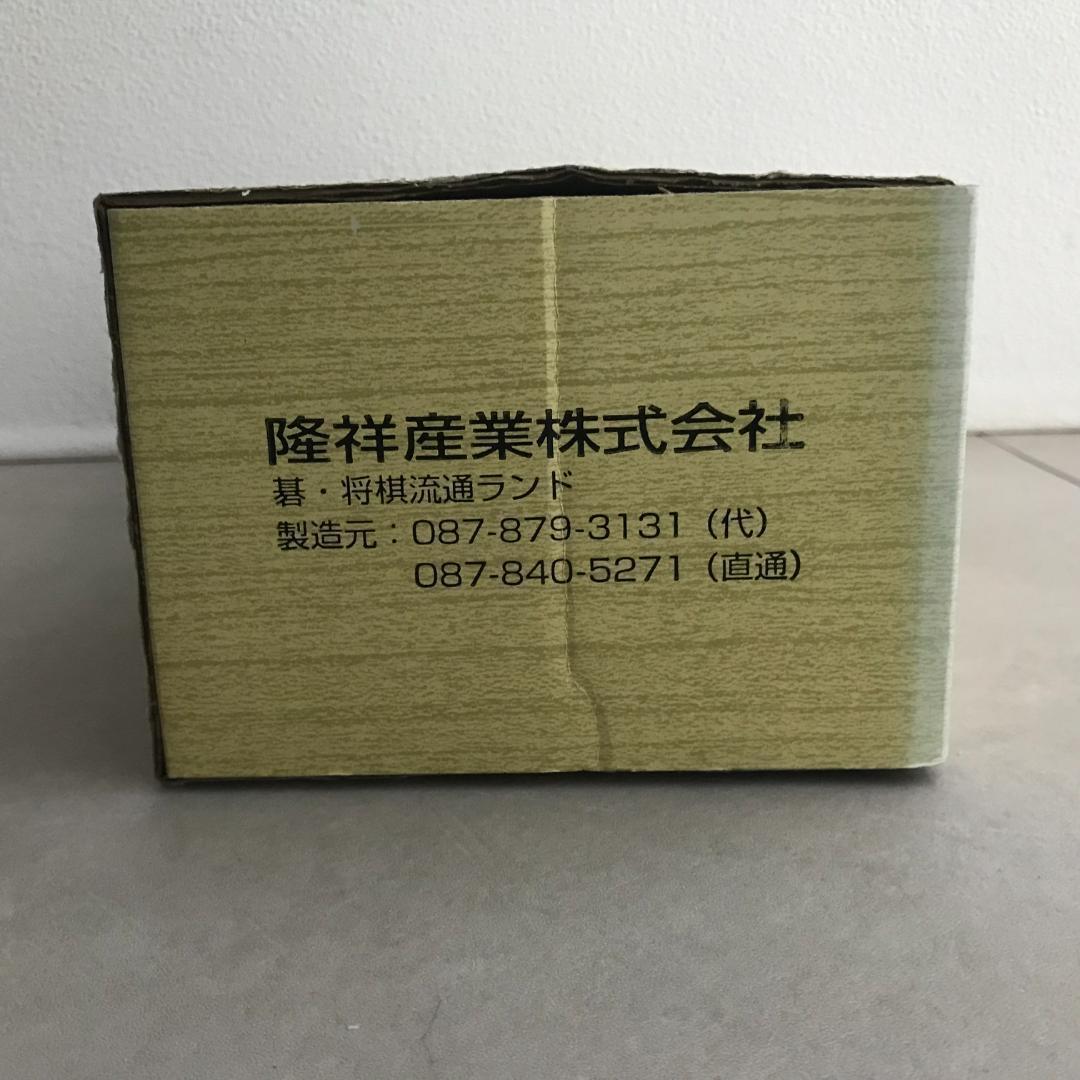 隆祥産業株式会社
碁・将棋流通ランド
製造元：087-879-3131（代）
087-840-5271（直通）